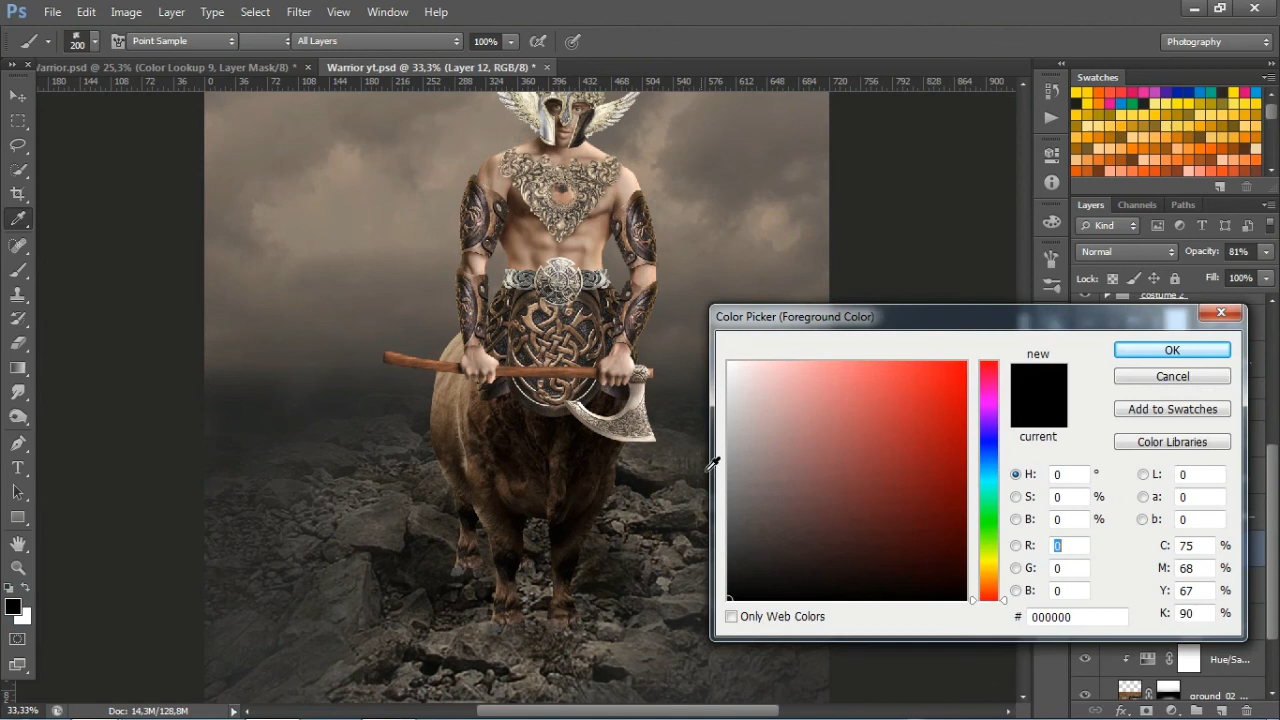 Ps File Edit Image Layer Type Select Filter View Window Help
200 Point Sample All Layers 100% Photography
Warrior.psd @ 25,3% (Color Lookup 9, Layer Mask/8) * × Warrior yt.psd @ 33,3% (Layer 12, RGB/8) * ×
180 144 108 72 36 0 36 72 108 144 180 216 252 288 324 360 396 432 468 504 540 576 612 648 684 720 756 792 828 864 900
Swatches
Layers Channels Paths
Kind
Normal Opacity: 81%
Lock: Fill: 100%
costume 2
Color Picker (Foreground Color)
new
current
OK
Cancel
Add to Swatches
Color Libraries
H: 0 ° L: 0
S: 0 % a: 0
B: 0 % b: 0
R: 0 C: 75 %
G: 0 M: 68 %
B: 0 Y: 67 %
K: 90 %
Only Web Colors # 000000
Hue/Sa...
ground_02
33,33% Doc: 14,3M/128,8M